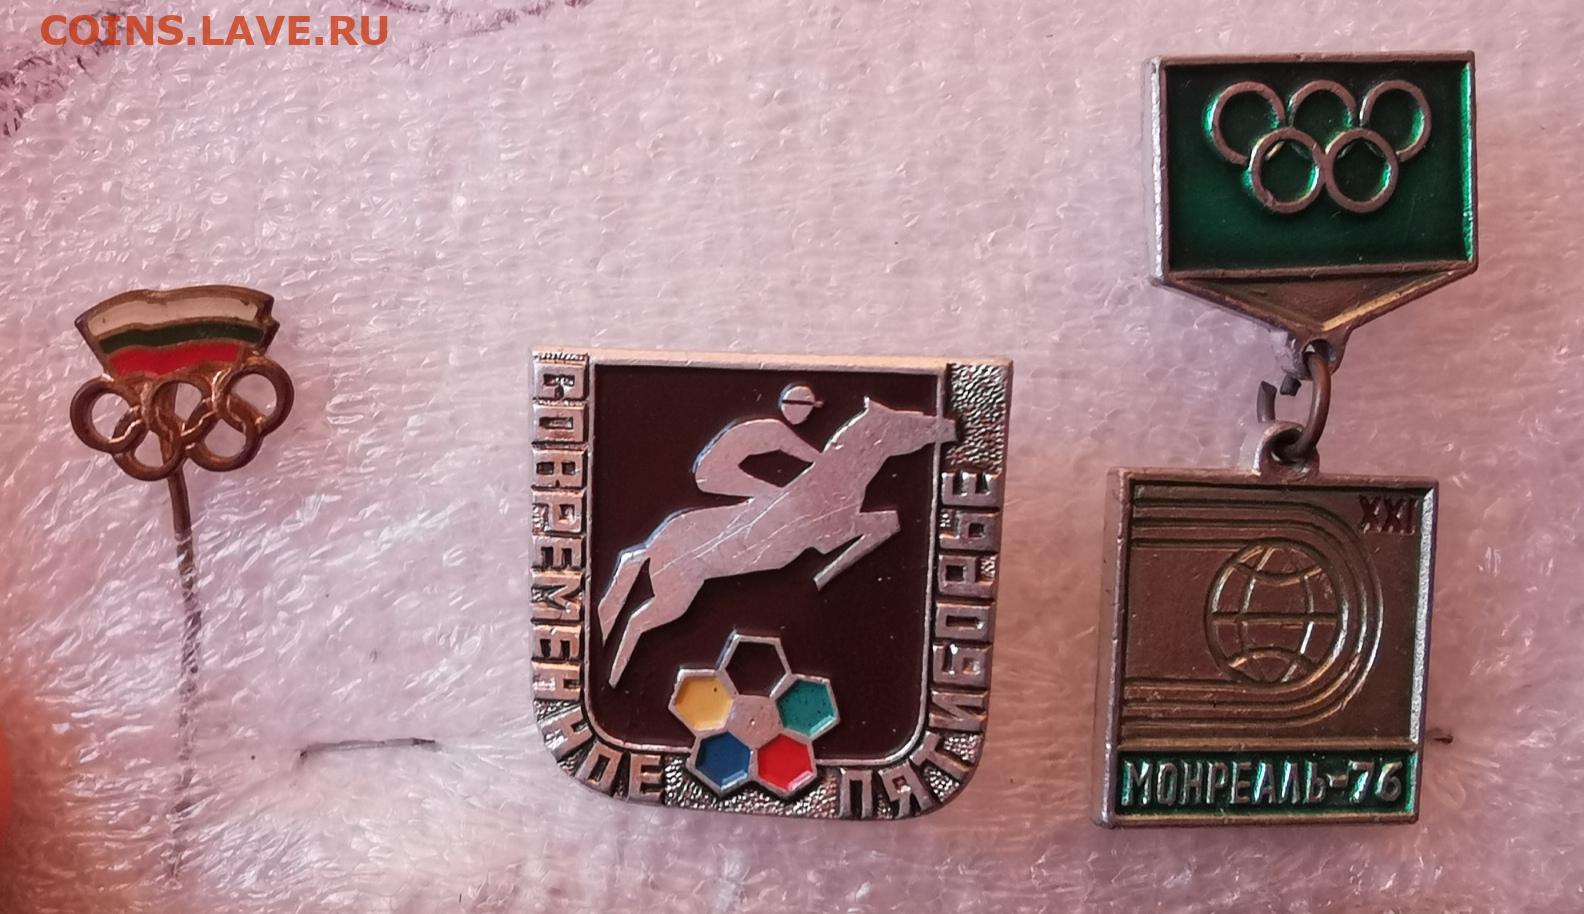 COINS.LAVE.RU
СОВРЕМЕННОЕ ПЯТИБОРЬЕ
XXI
МОНРЕАЛЬ-76